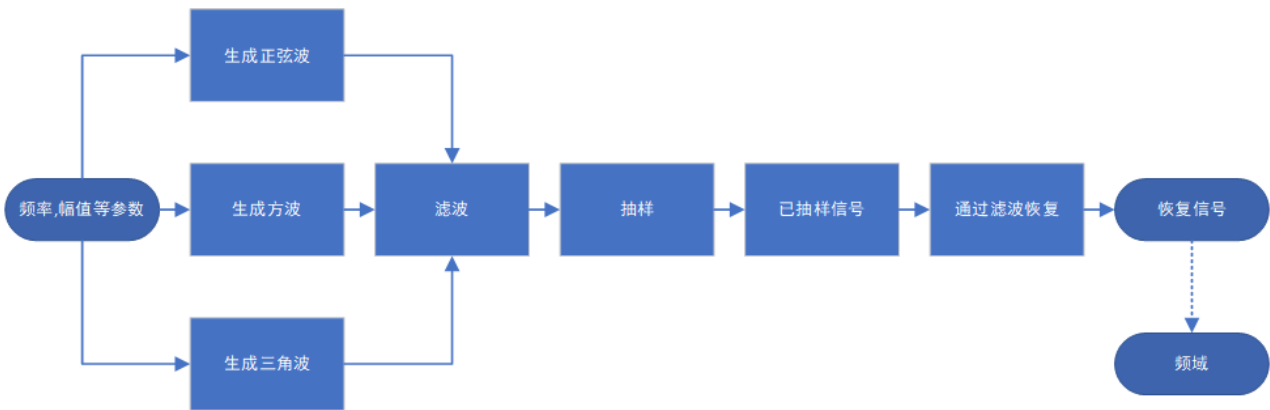 生成正弦波
频率,幅值等参数
生成方波
滤波
抽样
已抽样信号
通过滤波恢复
恢复信号
生成三角波
频域